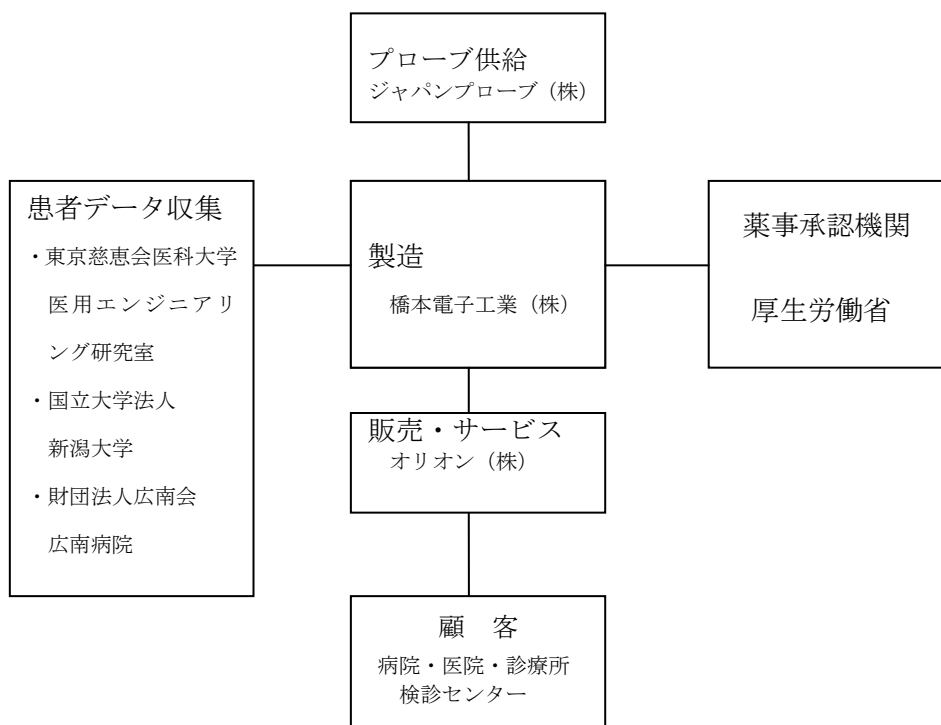 プローブ供給
ジャパンプローブ（株）
患者データ収集
・東京慈恵会医科大学
医用エンジニアリ
ング研究室
・国立大学法人
新潟大学
・財団法人広南会
広南病院
製造
橋本電子工業（株）
薬事承認機関
厚生労働省
販売・サービス
オリオン（株）
顧　客
病院・医院・診療所
検診センター